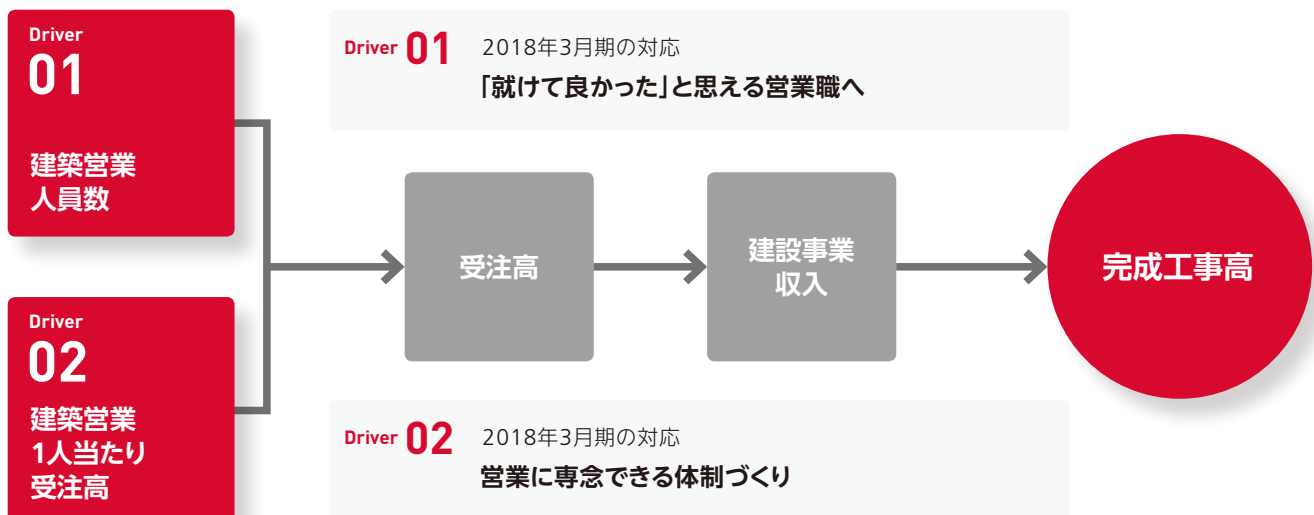 Driver
01
建築営業
人員数
Driver 01 2018年3月期の対応
「就けて良かった」と思える営業職へ
受注高
建設事業
収入
完成工事高
Driver
02
建築営業
1人当たり
受注高
Driver 02 2018年3月期の対応
営業に専念できる体制づくり